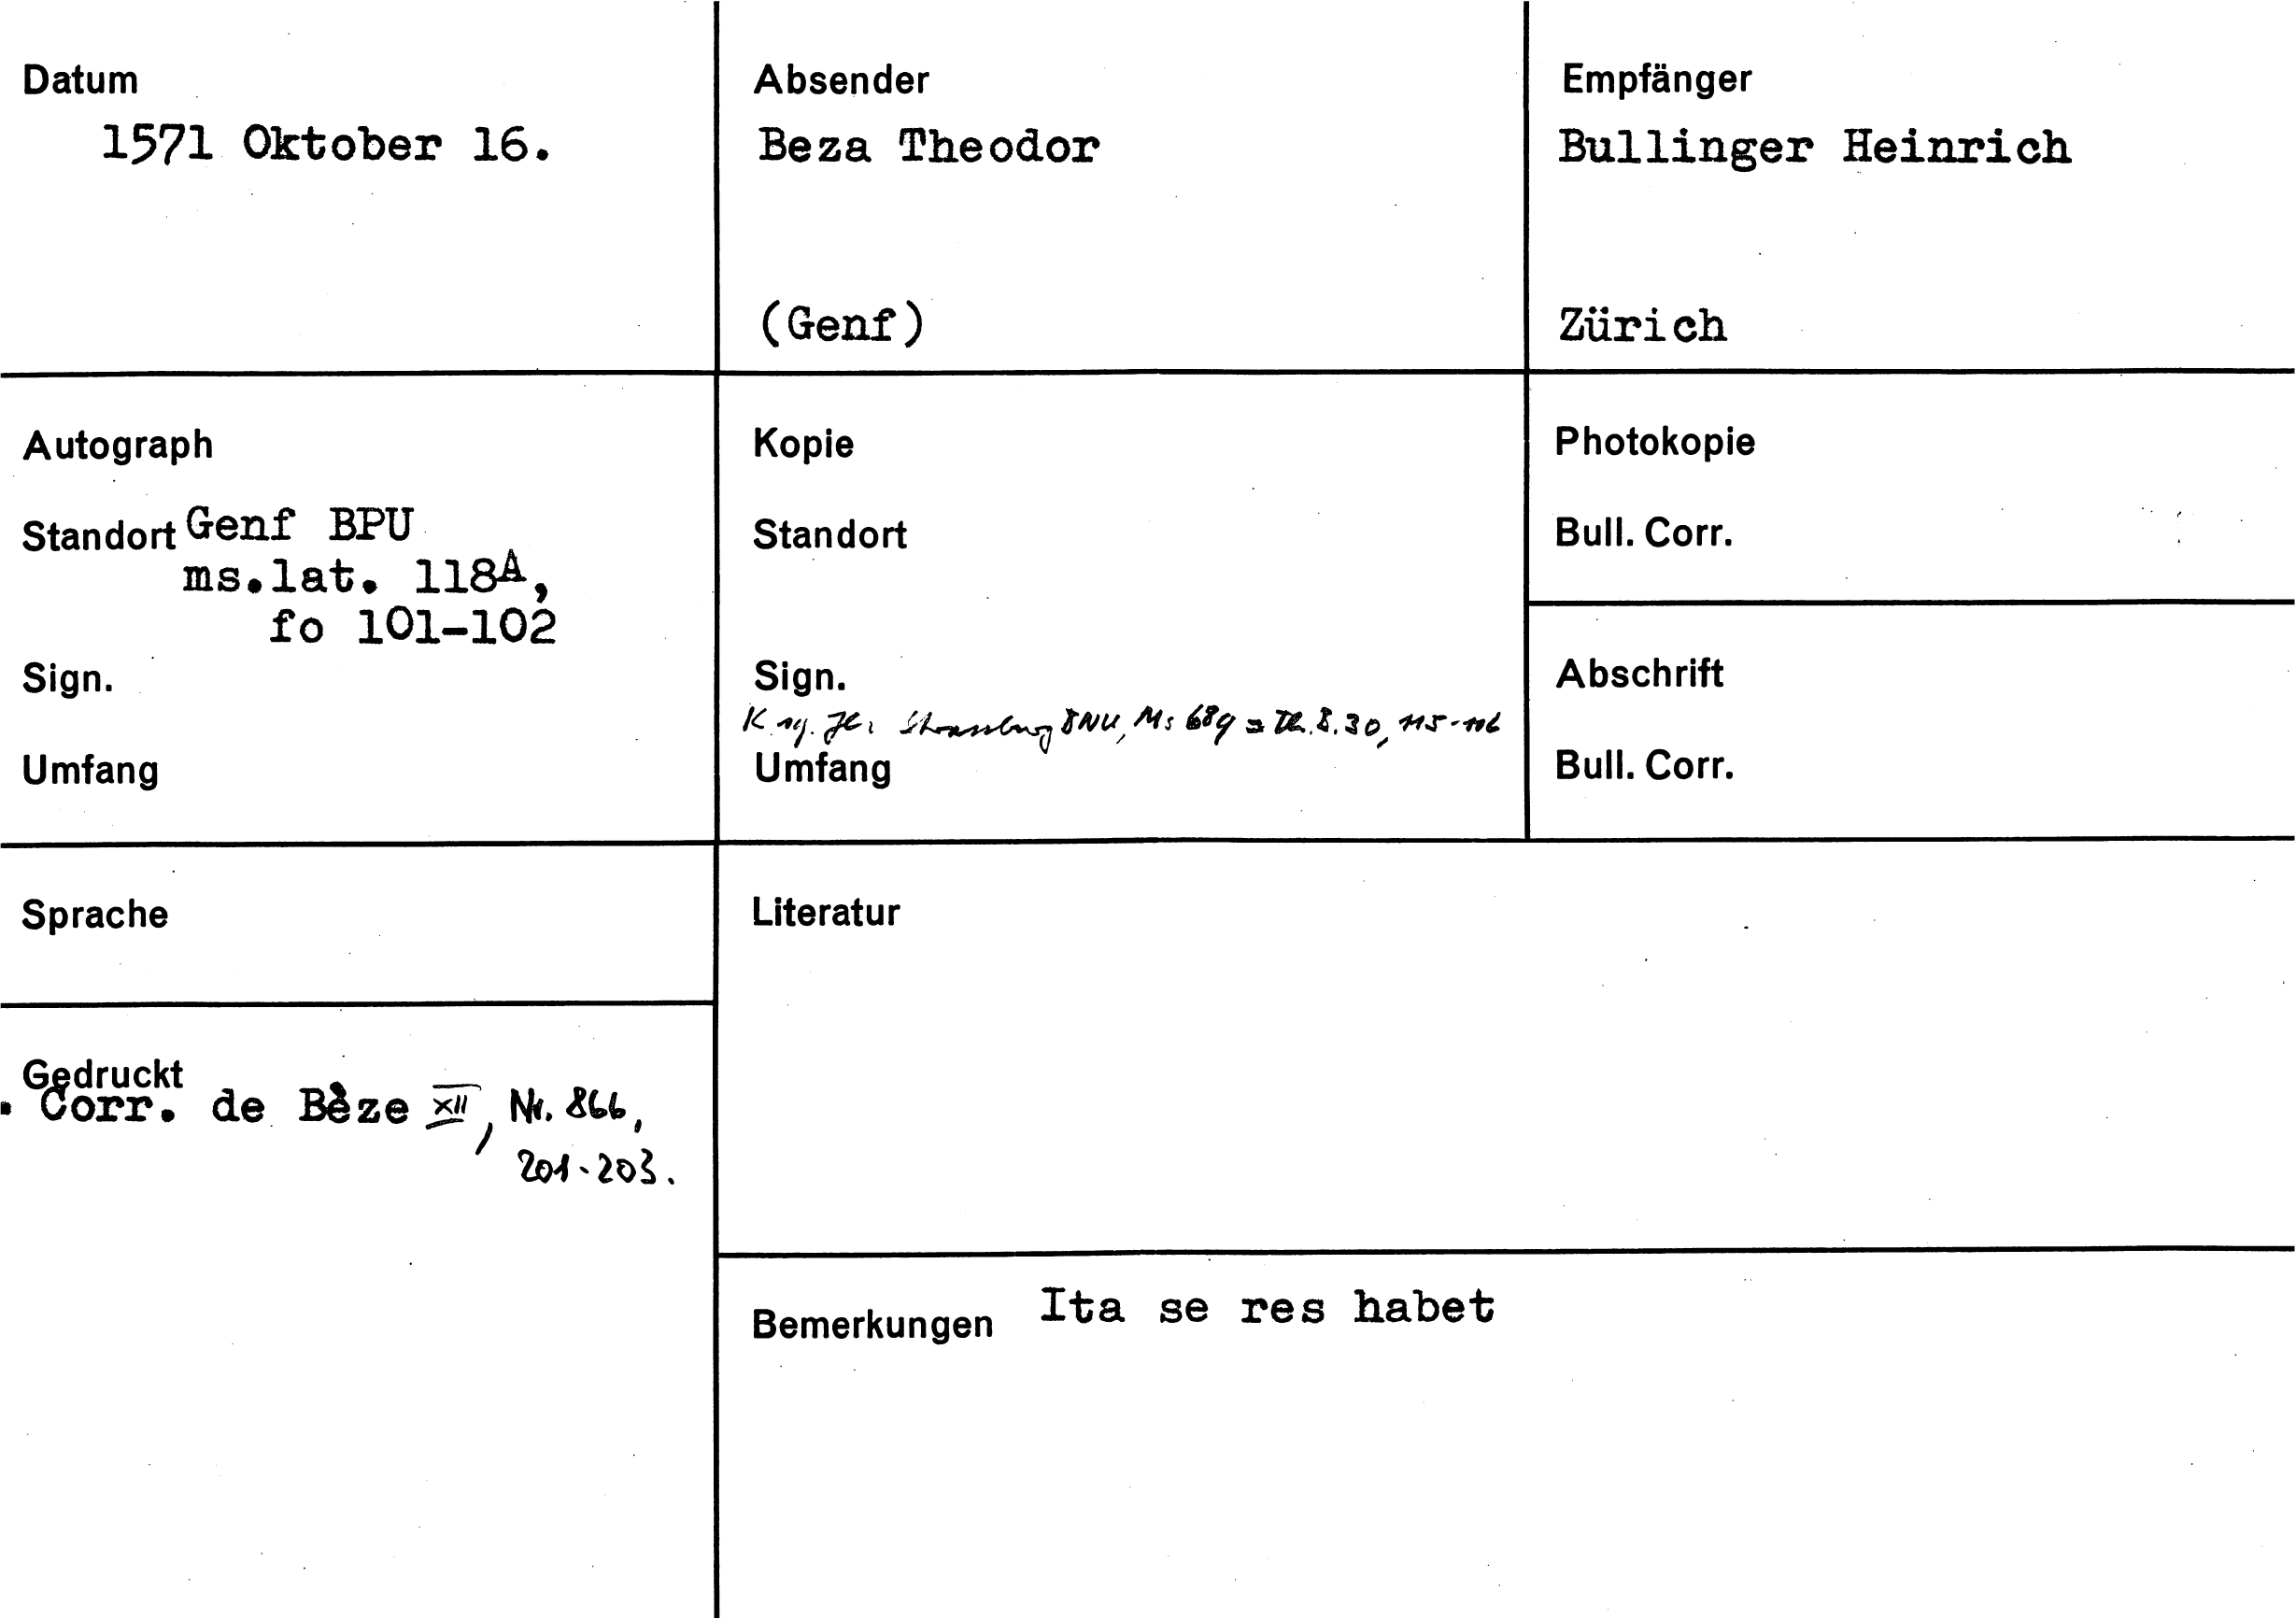 Datum
1571 Oktober 16.
Absender
Beza Theodor
(Genf)
Empfänger
Bullinger Heinrich
Zürich
Autograph
Standort Genf BPU
ms.lat. 118A,
fo 101-102
Sign.
Umfang
Kopie
Standort
Sign.
Strassburg BNU, Ms 689 = Th. B. 30, 115-116
Umfang
Photokopie
Bull. Corr.
Abschrift
Bull. Corr.
Sprache
Gedruckt
Corr. de Bèze XII, Nr. 866,
201-203.
Literatur
Bemerkungen Ita se res habet